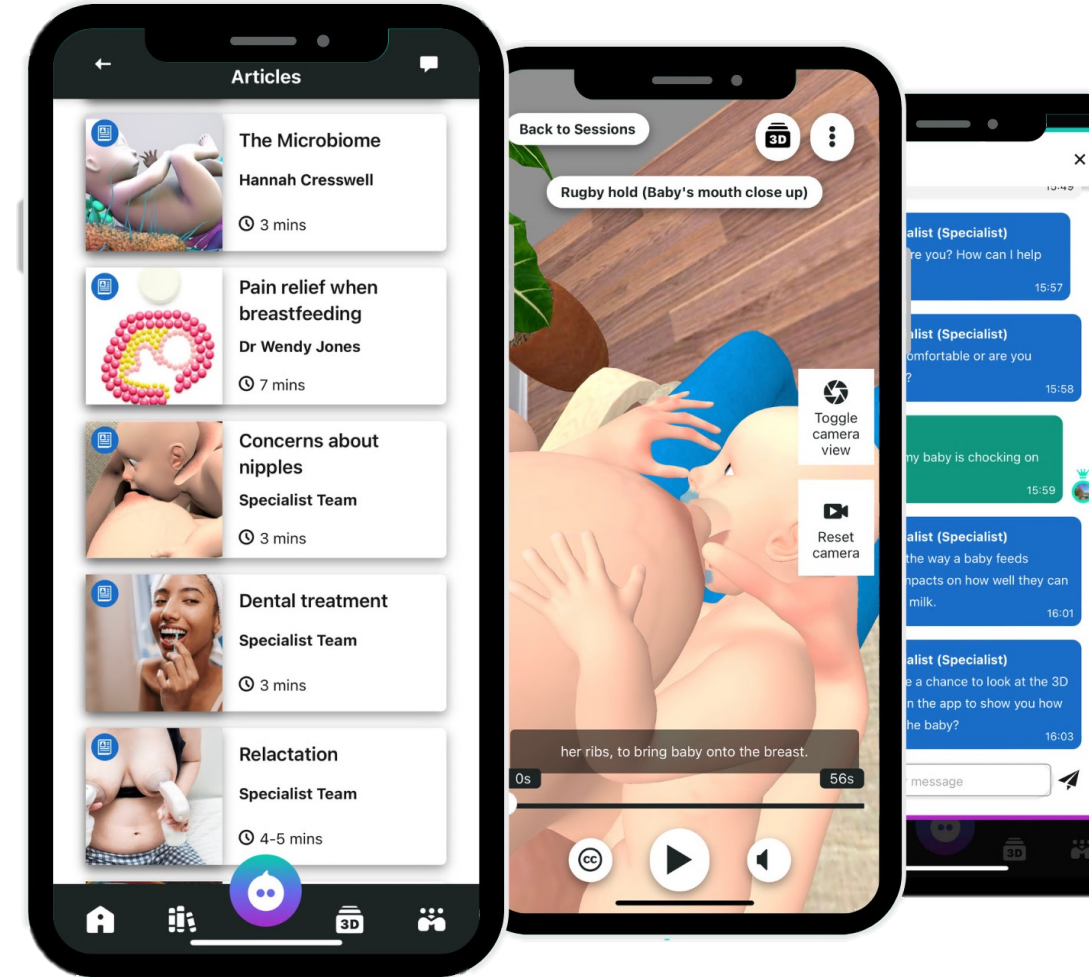 Articles
The Microbiome
Hannah Cresswell
3 mins
Pain relief when
breastfeeding
Dr Wendy Jones
7 mins
Concerns about
nipples
Specialist Team
3 mins
Dental treatment
Specialist Team
3 mins
Relactation
Specialist Team
4-5 mins
3D
Back to Sessions
3D
Rugby hold (Baby's mouth close up)
Toggle
camera
view
Reset
camera
her ribs, to bring baby onto the breast.
0s
56s
cc
alist (Specialist)
re you? How can I help
15:57
alist (Specialist)
omfortable or are you
?
15:58
my baby is chocking on
15:59
alist (Specialist)
the way a baby feeds
npacts on how well they can
milk.
16:01
alist (Specialist)
e a chance to look at the 3D
n the app to show you how
he baby?
16:03
message
3D